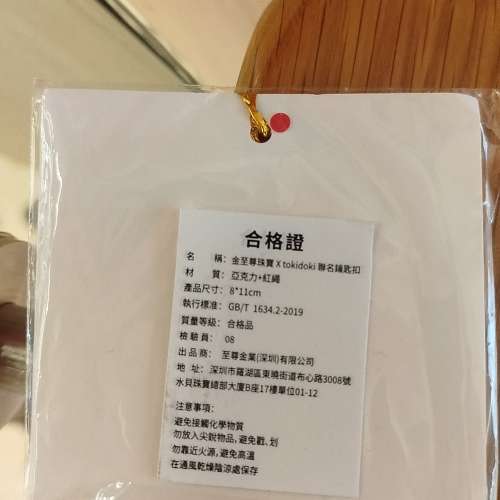 合格證
名　　稱：金至尊珠寶 X tokidoki 聯名鑰匙扣
材　　質：亞克力+紅繩
產品尺寸：8*11cm
執行標準：GB/T 1634.2-2019
質量等級：合格品
檢 驗 員：08
出 品 商：至尊金業(深圳)有限公司
地　址：深圳市羅湖區東曉街道布心路3008號
水貝珠寶總部大廈B座17樓單位01-12
注意事項：
避免接觸化學物質
勿放入尖銳物品，避免戳、划
勿靠近火源，避免高溫
在通風乾燥陰涼處保存